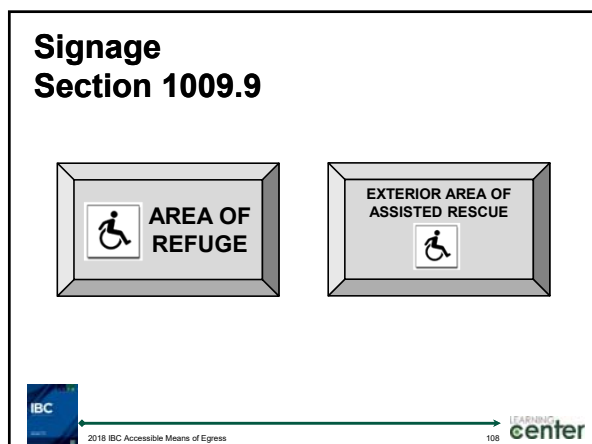 Signage
Section 1009.9
AREA OF
REFUGE
EXTERIOR AREA OF
ASSISTED RESCUE
IBC
2018 IBC Accessible Means of Egress
108
LEARNING
center